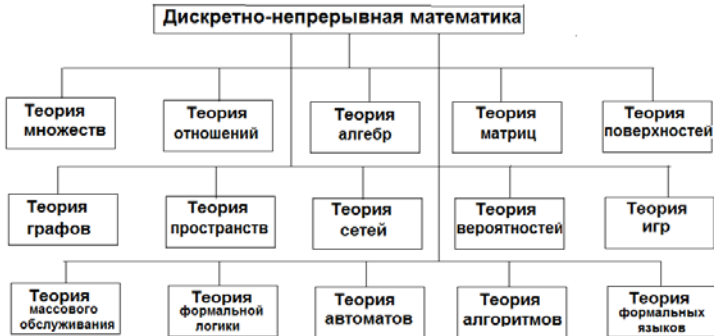 Дискретно-непрерывная математика
Теория
множеств
Теория
отношений
Теория
алгебр
Теория
матриц
Теория
поверхностей
Теория
графов
Теория
пространств
Теория
сетей
Теория
вероятностей
Теория
игр
Теория
массового
обслуживания
Теория
формальной
логики
Теория
автоматов
Теория
алгоритмов
Теория
формальных
языков